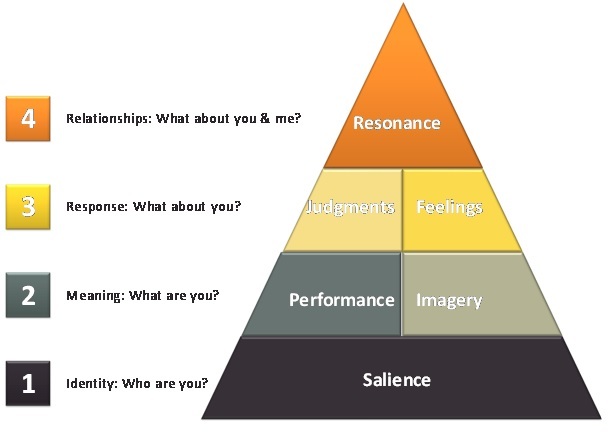 4 Relationships: What about you & me?
Resonance
3 Response: What about you?
Judgments Feelings
2 Meaning: What are you?
Performance Imagery
1 Identity: Who are you?
Salience